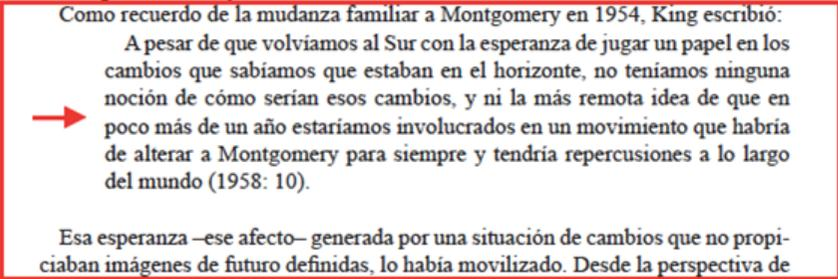 Como recuerdo de la mudanza familiar a Montgomery en 1954, King escribió:
A pesar de que volvíamos al Sur con la esperanza de jugar un papel en los
cambios que sabíamos que estaban en el horizonte, no teníamos ninguna
noción de cómo serían esos cambios, y ni la más remota idea de que en
poco más de un año estaríamos involucrados en un movimiento que habría
de alterar a Montgomery para siempre y tendría repercusiones a lo largo
del mundo (1958: 10).
Esa esperanza –ese afecto– generada por una situación de cambios que no propi-
ciaban imágenes de futuro definidas, lo había movilizado. Desde la perspectiva de